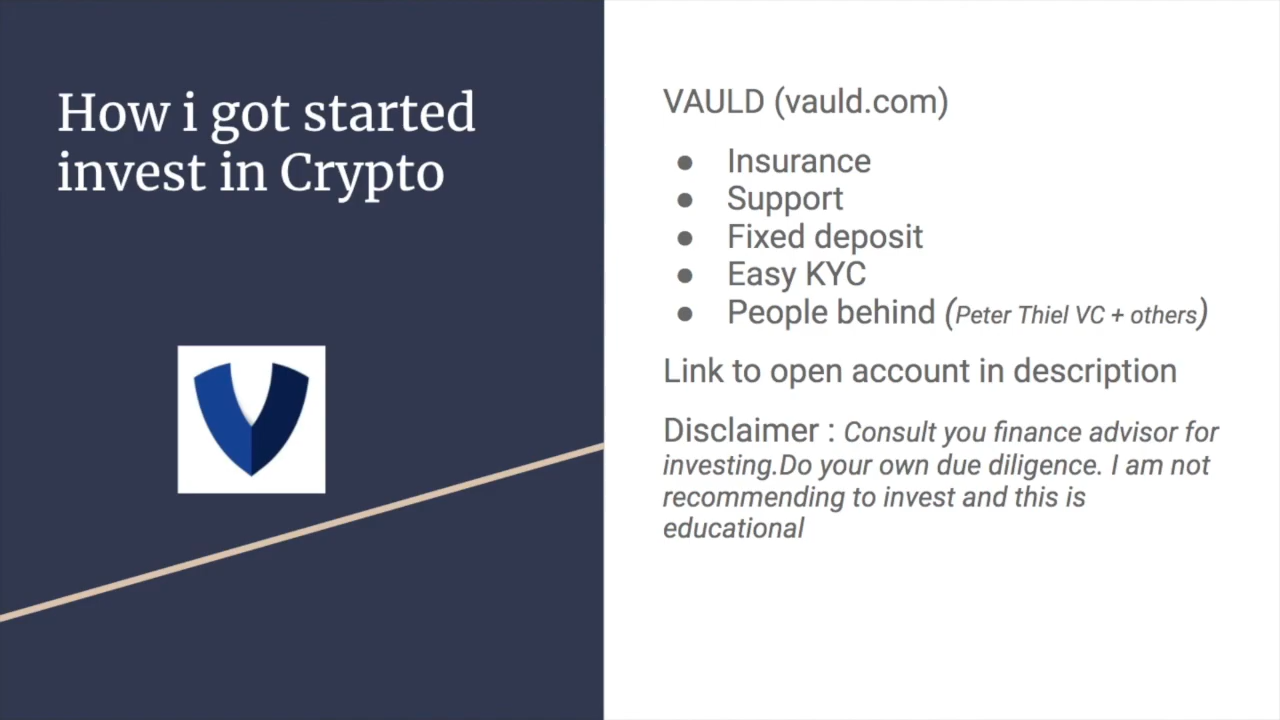 How i got started
invest in Crypto
VAULD (vauld.com)
● Insurance
● Support
● Fixed deposit
● Easy KYC
● People behind (Peter Thiel VC + others)
Link to open account in description
Disclaimer : Consult you finance advisor for
investing.Do your own due diligence. I am not
recommending to invest and this is
educational